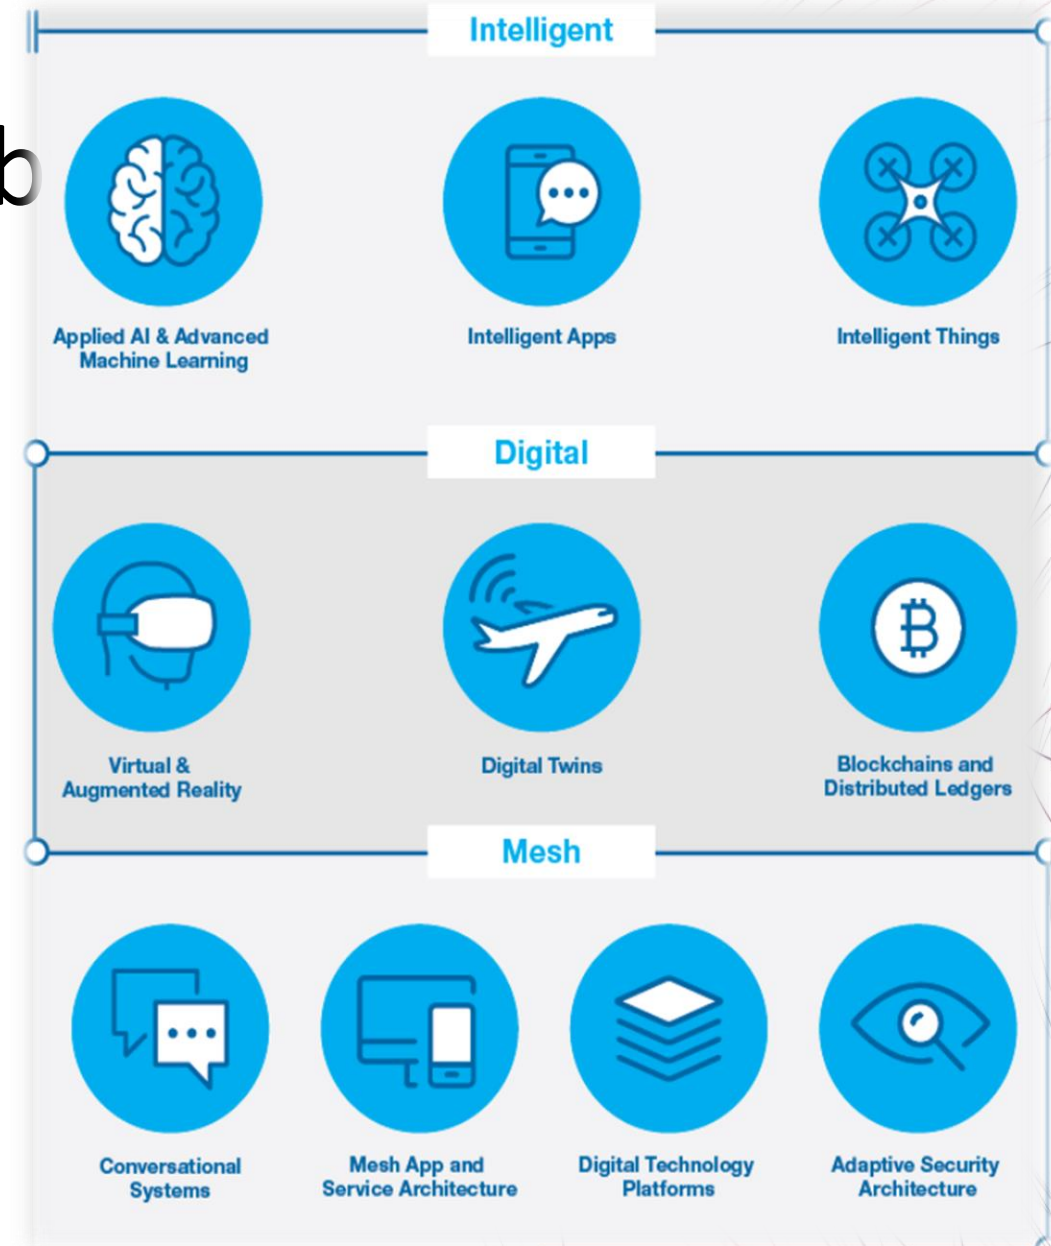 Intelligent
b
Applied AI & Advanced
Machine Learning
Intelligent Apps
Intelligent Things
Digital
Virtual &
Augmented Reality
Digital Twins
Blockchains and
Distributed Ledgers
Mesh
Conversational
Systems
Mesh App and
Service Architecture
Digital Technology
Platforms
Adaptive Security
Architecture